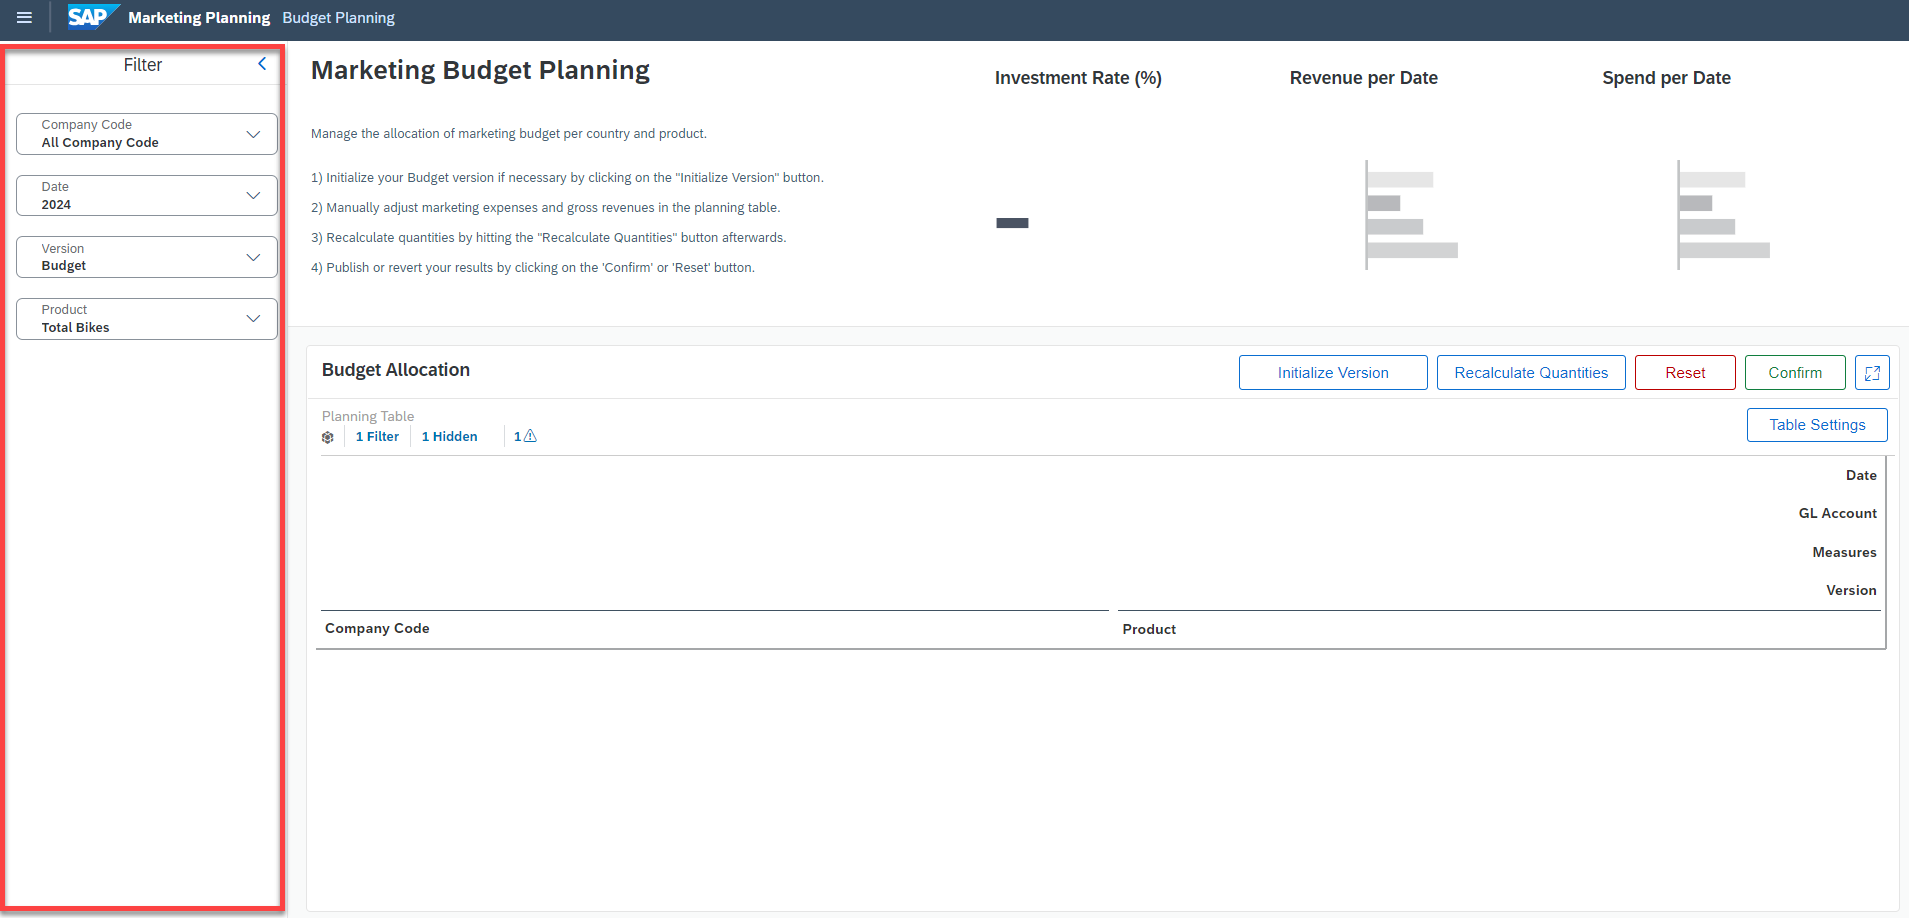 SAP Marketing Planning Budget Planning
Filter
Company Code
All Company Code
Date
2024
Version
Budget
Product
Total Bikes
Marketing Budget Planning
Manage the allocation of marketing budget per country and product.
1) Initialize your Budget version if necessary by clicking on the "Initialize Version" button.
2) Manually adjust marketing expenses and gross revenues in the planning table.
3) Recalculate quantities by hitting the "Recalculate Quantities" button afterwards.
4) Publish or revert your results by clicking on the 'Confirm' or 'Reset' button.
Investment Rate (%)
Revenue per Date
Spend per Date
Budget Allocation
Initialize Version
Recalculate Quantities
Reset
Confirm
Planning Table
1 Filter
1 Hidden
1
Table Settings
Date
GL Account
Measures
Version
Company Code
Product